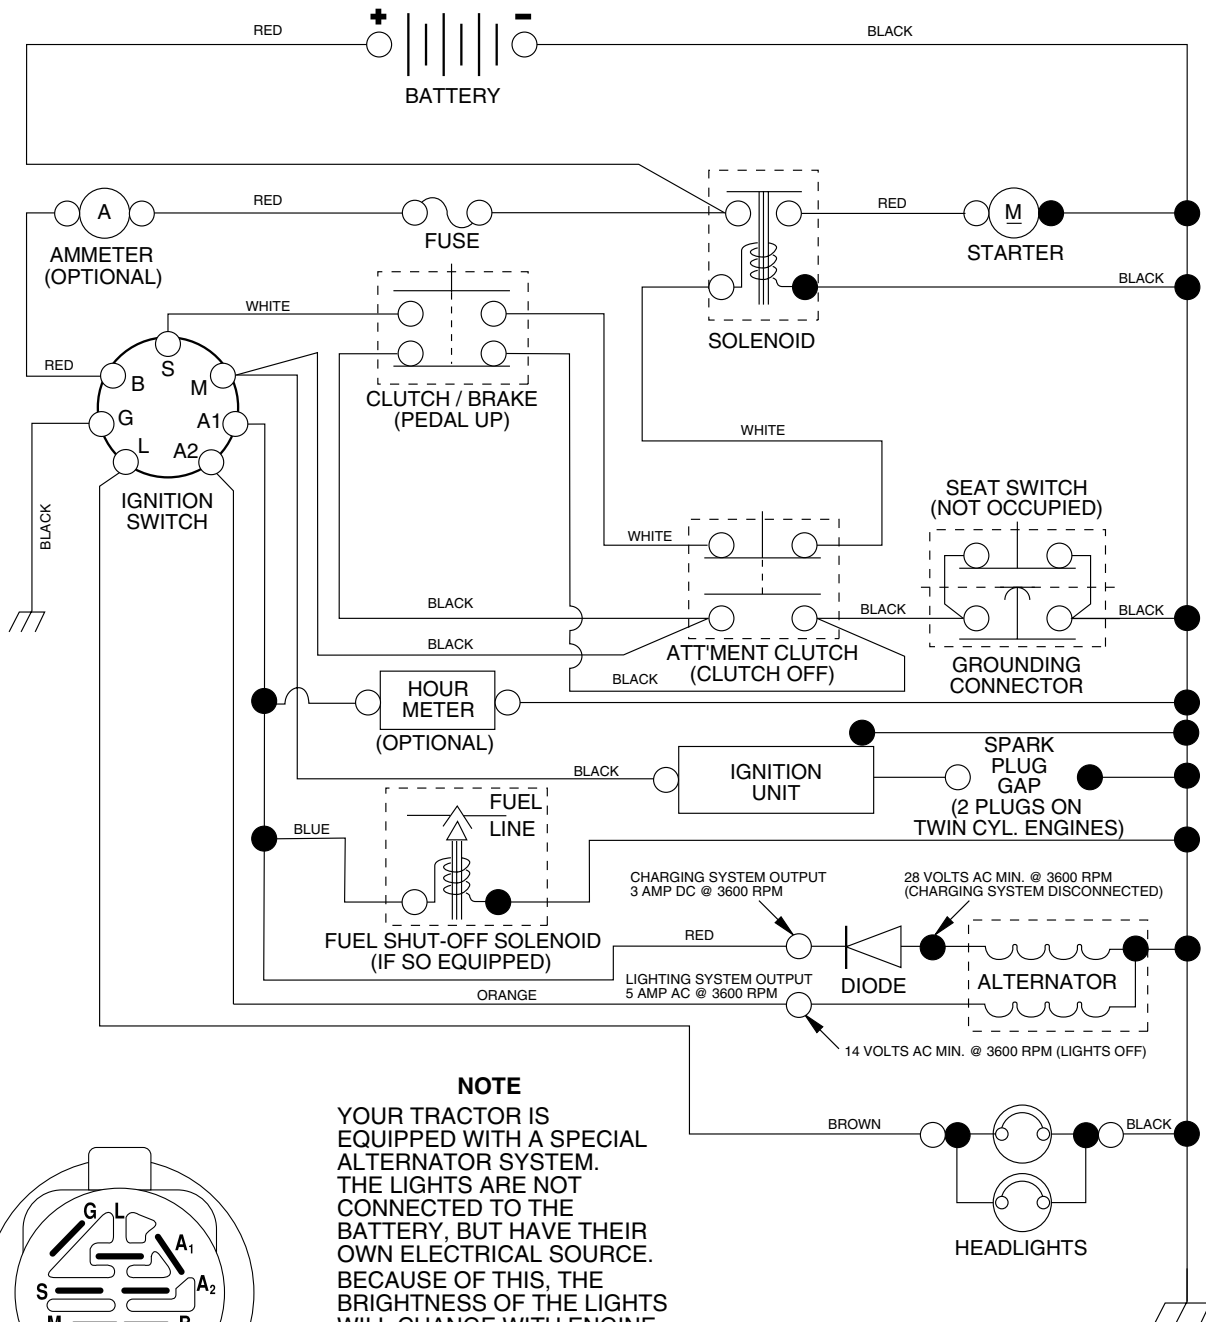 + -
RED
BLACK
BATTERY
A
RED
FUSE
RED
M
STARTER
AMMETER
(OPTIONAL)
BLACK
WHITE
SOLENOID
RED
S
B
M
G
A1
L
A2
CLUTCH / BRAKE
(PEDAL UP)
WHITE
IGNITION
SWITCH
BLACK
SEAT SWITCH
(NOT OCCUPIED)
WHITE
BLACK
BLACK
BLACK
BLACK
ATT'MENT CLUTCH
(CLUTCH OFF)
GROUNDING
CONNECTOR
BLACK
HOUR
METER
(OPTIONAL)
BLACK
IGNITION
UNIT
SPARK
PLUG
GAP
(2 PLUGS ON
TWIN CYL. ENGINES)
FUEL
LINE
BLUE
CHARGING SYSTEM OUTPUT
3 AMP DC @ 3600 RPM
28 VOLTS AC MIN. @ 3600 RPM
(CHARGING SYSTEM DISCONNECTED)
FUEL SHUT-OFF SOLENOID
(IF SO EQUIPPED)
RED
DIODE
ALTERNATOR
LIGHTING SYSTEM OUTPUT
5 AMP AC @ 3600 RPM
ORANGE
14 VOLTS AC MIN. @ 3600 RPM (LIGHTS OFF)
NOTE
YOUR TRACTOR IS
EQUIPPED WITH A SPECIAL
ALTERNATOR SYSTEM.
THE LIGHTS ARE NOT
CONNECTED TO THE
BATTERY, BUT HAVE THEIR
OWN ELECTRICAL SOURCE.
BECAUSE OF THIS, THE
BRIGHTNESS OF THE LIGHTS
WILL CHANGE WITH ENGINE
BROWN
BLACK
HEADLIGHTS
G L
A1
S
A2
M